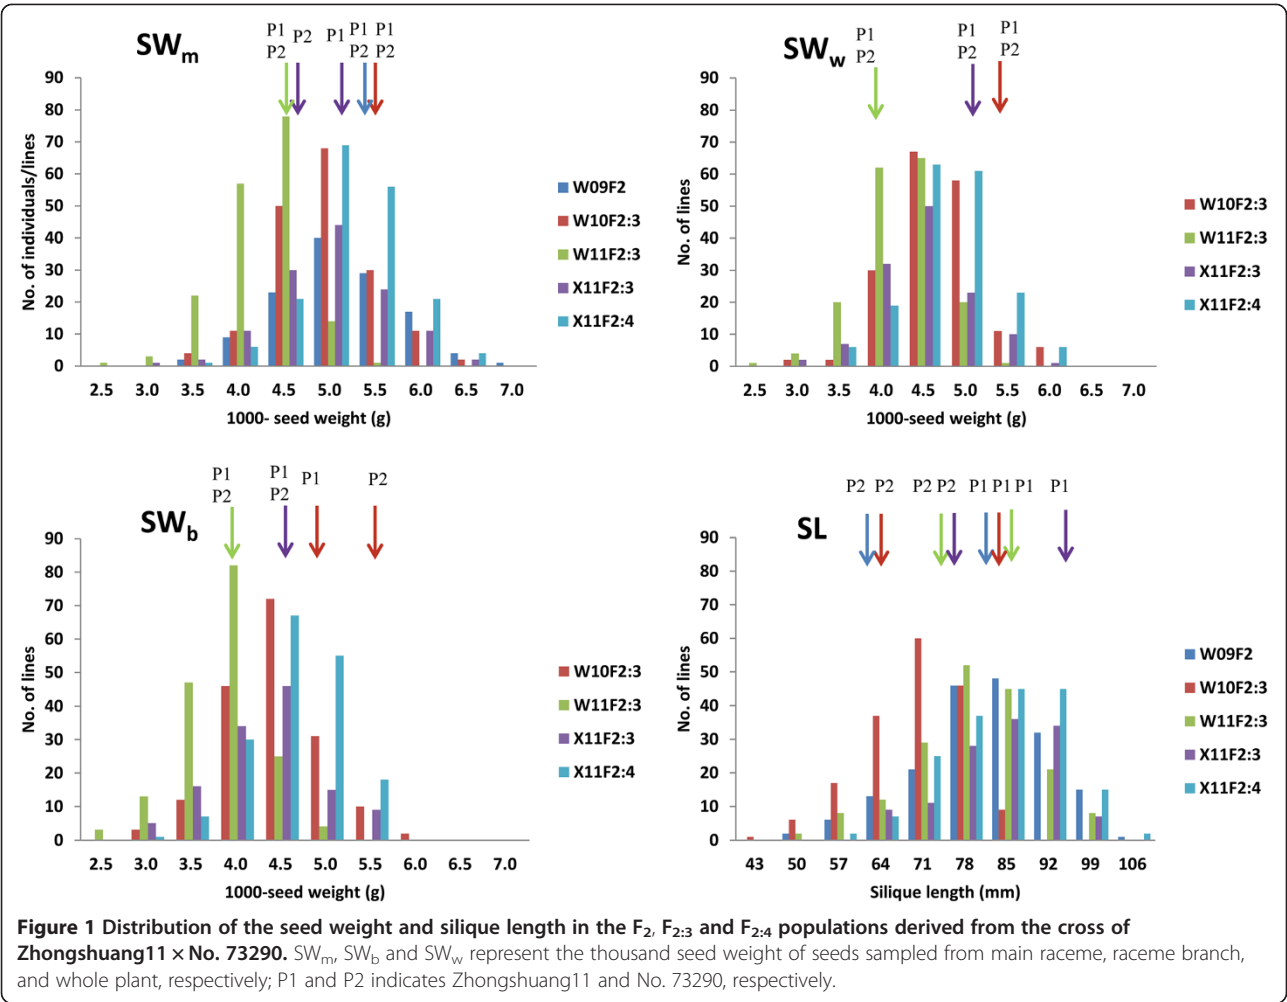 SWm
P1 P2 P1 P1 P1
P2 P2 P2
90
80
70
60
50
40
30
20
10
0
No. of individuals/lines
2.5 3.0 3.5 4.0 4.5 5.0 5.5 6.0 6.5 7.0
1000- seed weight (g)
W09F2
W10F2:3
W11F2:3
X11F2:3
X11F2:4
SWw
P1 P1 P1
P2 P2 P2
90
80
70
60
50
40
30
20
10
0
No. of lines
2.5 3.0 3.5 4.0 4.5 5.0 5.5 6.0 6.5 7.0
1000-seed weight (g)
W10F2:3
W11F2:3
X11F2:3
X11F2:4
SWb
P1 P1 P1 P2
P2 P2
90
80
70
60
50
40
30
20
10
0
No. of lines
2.5 3.0 3.5 4.0 4.5 5.0 5.5 6.0 6.5 7.0
1000-seed weight (g)
W10F2:3
W11F2:3
X11F2:3
X11F2:4
SL
P2 P2 P2 P2 P1 P1 P1 P1
90
80
70
60
50
40
30
20
10
0
No. of lines
43 50 57 64 71 78 85 92 99 106
Silique length (mm)
W09F2
W10F2:3
W11F2:3
X11F2:3
X11F2:4
Figure 1 Distribution of the seed weight and silique length in the F2, F2:3 and F2:4 populations derived from the cross of
Zhongshuang11 × No. 73290. SWm, SWb and SWw represent the thousand seed weight of seeds sampled from main raceme, raceme branch,
and whole plant, respectively; P1 and P2 indicates Zhongshuang11 and No. 73290, respectively.